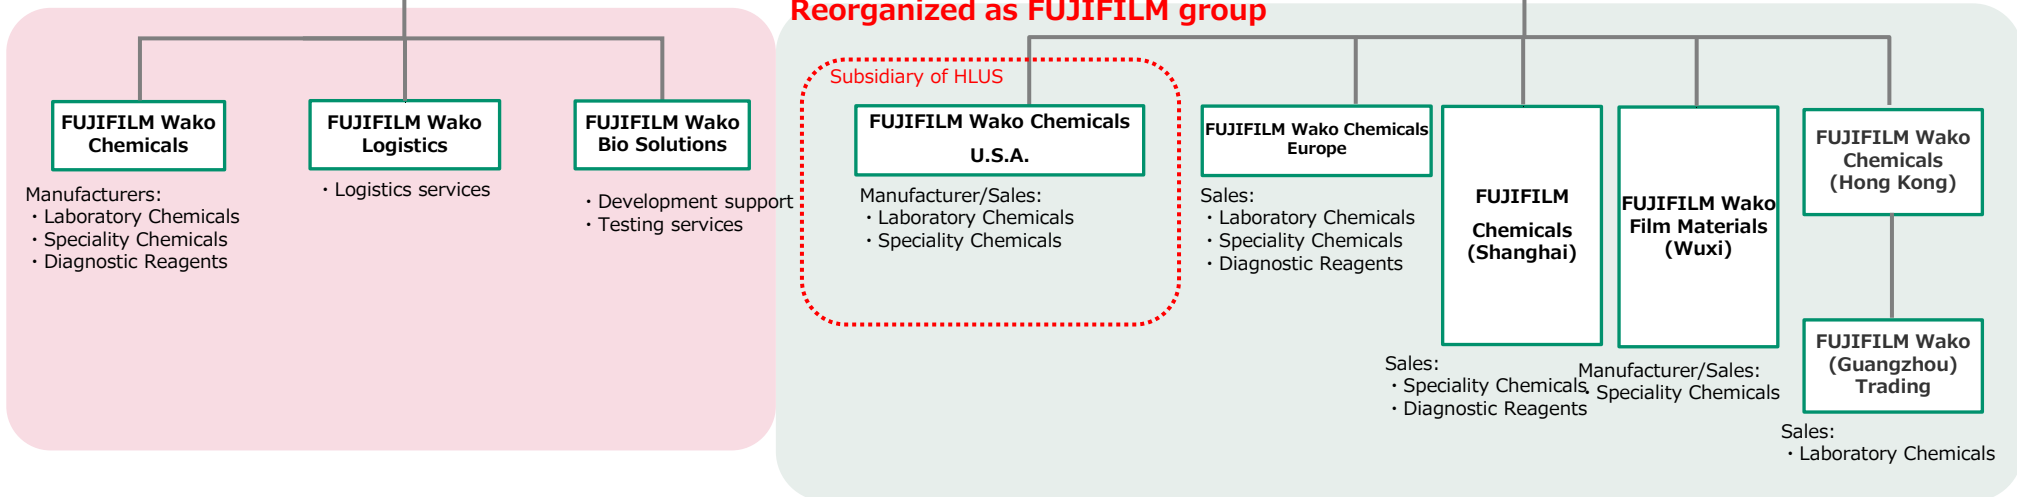 Reorganized as FUJIFILM group
FUJIFILM Wako
Chemicals
Manufacturers:
・Laboratory Chemicals
・Speciality Chemicals
・Diagnostic Reagents
FUJIFILM Wako
Logistics
・Logistics services
FUJIFILM Wako
Bio Solutions
・Development support
・Testing services
Subsidiary of HLUS
FUJIFILM Wako Chemicals
U.S.A.
Manufacturer/Sales:
・Laboratory Chemicals
・Speciality Chemicals
FUJIFILM Wako Chemicals
Europe
Sales:
・Laboratory Chemicals
・Speciality Chemicals
・Diagnostic Reagents
FUJIFILM
Chemicals
(Shanghai)
Sales:
・Speciality Chemicals
・Diagnostic Reagents
FUJIFILM Wako
Film Materials
(Wuxi)
Manufacturer/Sales:
・Speciality Chemicals
FUJIFILM Wako
Chemicals
(Hong Kong)
FUJIFILM Wako
(Guangzhou)
Trading
Sales:
・Laboratory Chemicals